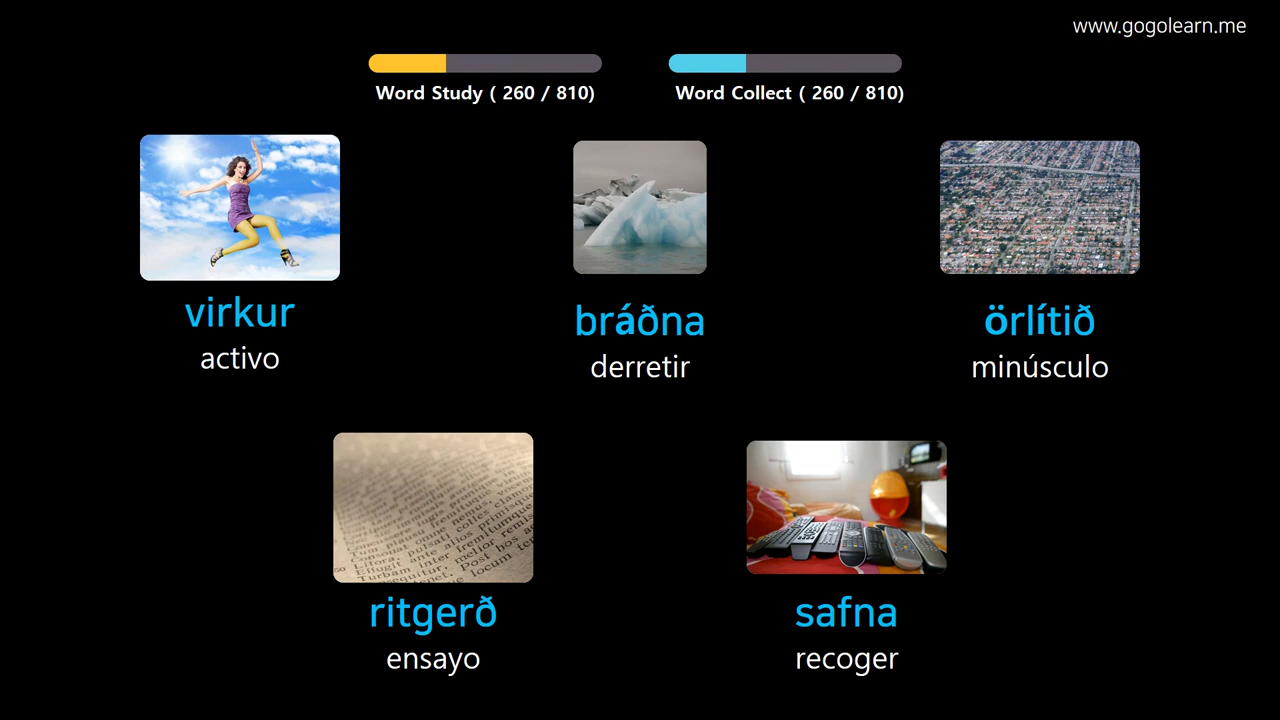 www.gogolearn.me
Word Study ( 260 / 810)
Word Collect ( 260 / 810)
virkur
activo
bráðna
derretir
örlítið
minúsculo
ritgerð
ensayo
safna
recoger